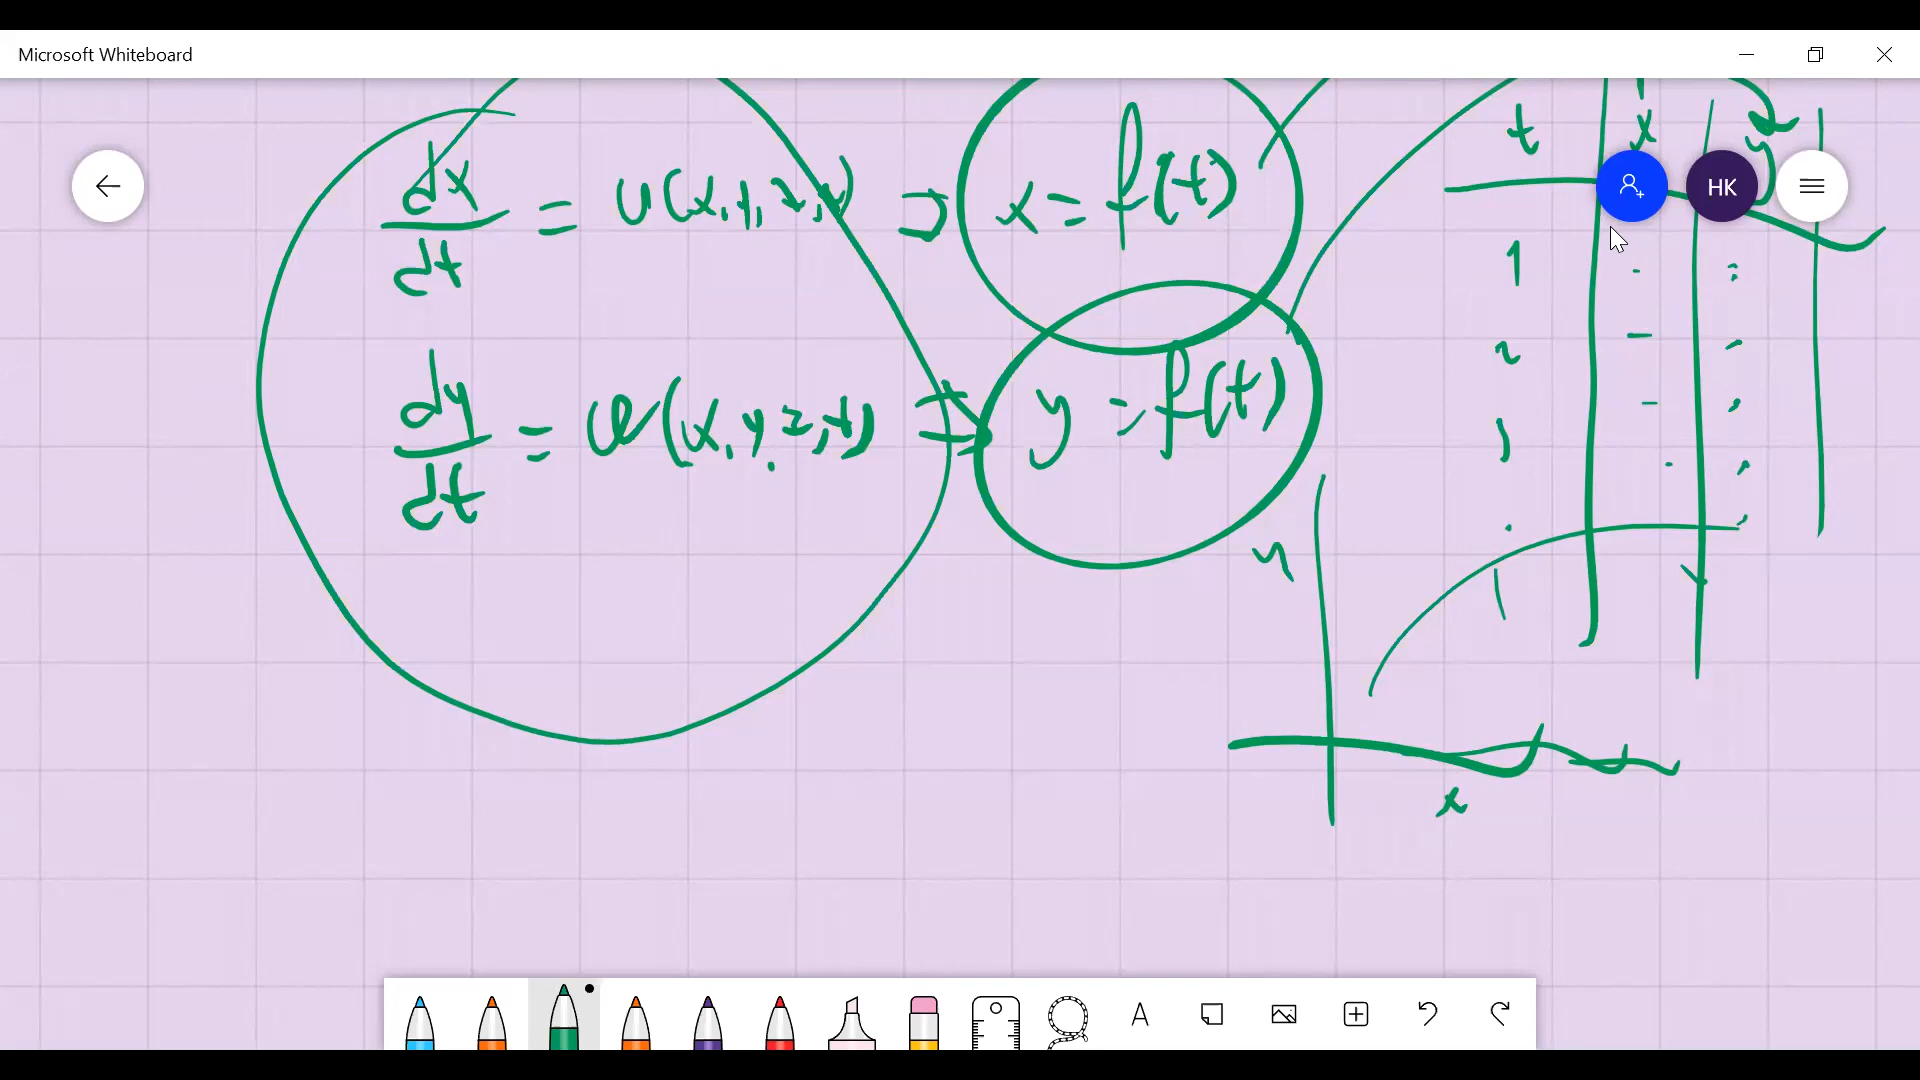 Microsoft Whiteboard
dx/dt = u(x, y, z, t) ⇒ x = f(t)
dy/dt = v(x, y, z, t) ⇒ y = f(t)
t x y
HK
1
2
3
y
x
A